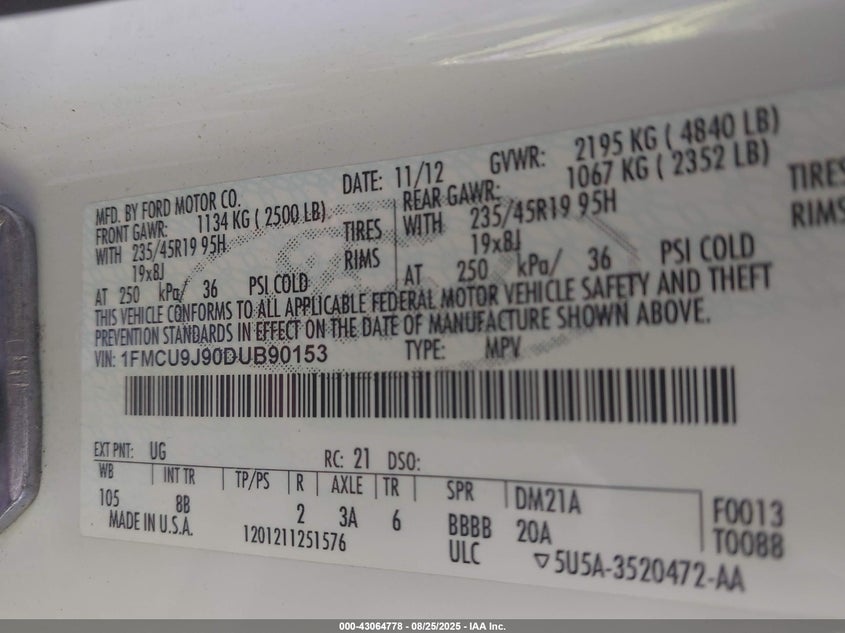 MFD. BY FORD MOTOR CO. DATE: 11/12 GVWR: 2195 KG ( 4840 LB)
FRONT GAWR: 1134 KG ( 2500 LB) REAR GAWR: 1067 KG ( 2352 LB)
WITH 235/45R19 95H TIRES WITH 235/45R19 95H TIRES
19x8J RIMS 19x8J RIMS
AT 250 kPa/ 36 PSI COLD AT 250 kPa/ 36 PSI COLD
THIS VEHICLE CONFORMS TO ALL APPLICABLE FEDERAL MOTOR VEHICLE SAFETY AND THEFT
PREVENTION STANDARDS IN EFFECT ON THE DATE OF MANUFACTURE SHOWN ABOVE.
VIN: 1FMCU9J90DUB90153 TYPE: MPV
EXT PNT: UG RC: 21 DSO:
WB INT TR TP/PS R AXLE TR SPR DM21A F0013
105 8B 2 3A 6 BBBB 20A T0088
MADE IN U.S.A. 1201211251576 ULC ▽5U5A-3520472-AA
000-43064778 - 08/25/2025 - IAA Inc.